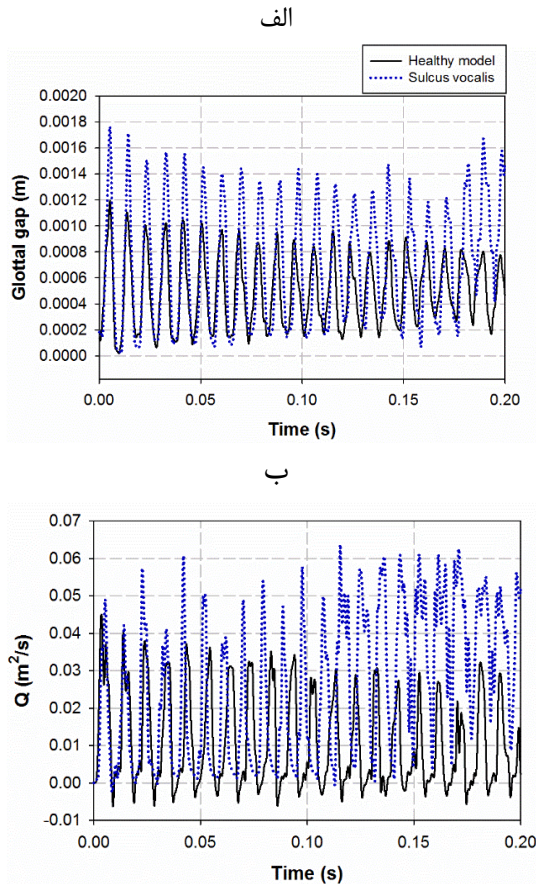 الف
Healthy model
Sulcus vocalis
0.0020
0.0018
0.0016
0.0014
0.0012
0.0010
0.0008
0.0006
0.0004
0.0002
0.0000
Glottal gap (m)
0.00 0.05 0.10 0.15 0.20
Time (s)
ب
0.07
0.06
0.05
0.04
0.03
0.02
0.01
0.00
-0.01
Q (m²/s)
0.00 0.05 0.10 0.15 0.20
Time (s)